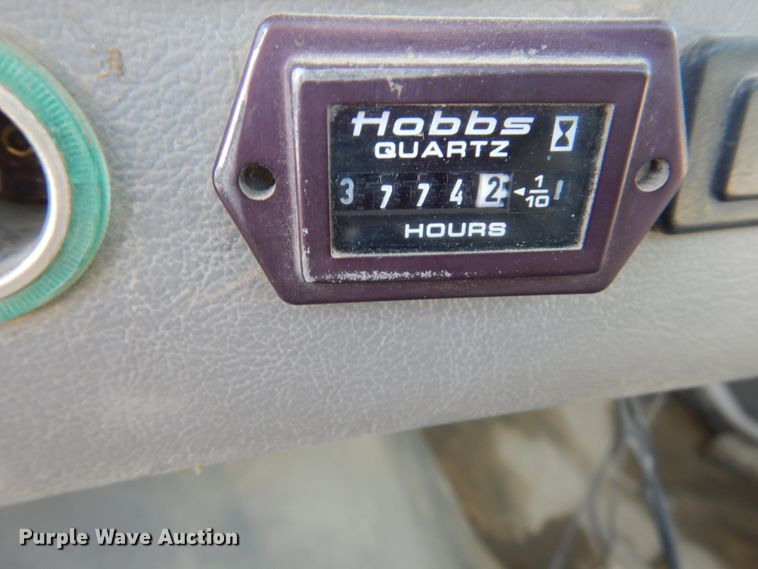 Hobbs
QUARTZ
3 7 7 4 2 ◄ 1/10
HOURS
Purple Wave Auction